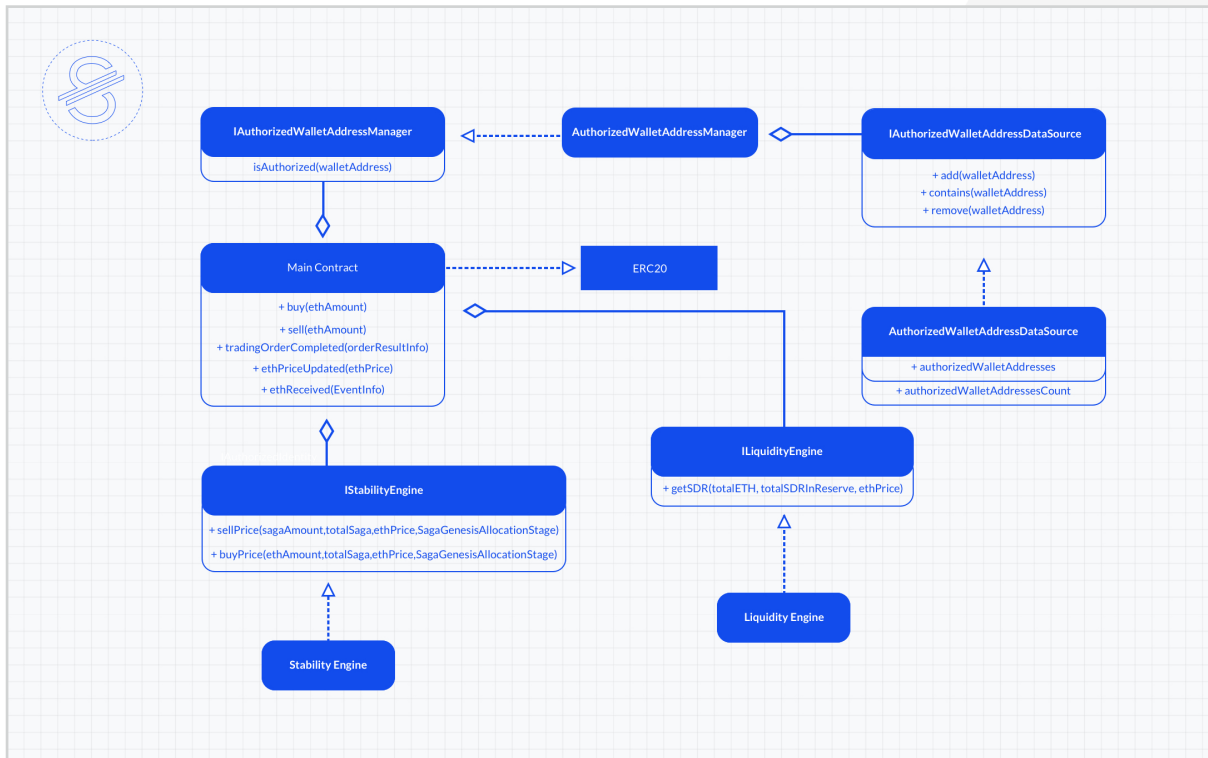 IAuthorizedWalletAddressManager
isAuthorized(walletAddress)
AuthorizedWalletAddressManager
IAuthorizedWalletAddressDataSource
+ add(walletAddress)
+ contains(walletAddress)
+ remove(walletAddress)
Main Contract
+ buy(ethAmount)
+ sell(ethAmount)
+ tradingOrderCompleted(orderResultInfo)
+ ethPriceUpdated(ethPrice)
+ ethReceived(EventInfo)
ERC20
AuthorizedWalletAddressDataSource
+ authorizedWalletAddresses
+ authorizedWalletAddressesCount
IStabilityEngine
+ sellPrice(sagaAmount,totalSaga,ethPrice,SagaGenesisAllocationStage)
+ buyPrice(ethAmount,totalSaga,ethPrice,SagaGenesisAllocationStage)
ILiquidityEngine
+ getSDR(totalETH, totalSDRInReserve, ethPrice)
Stability Engine
Liquidity Engine